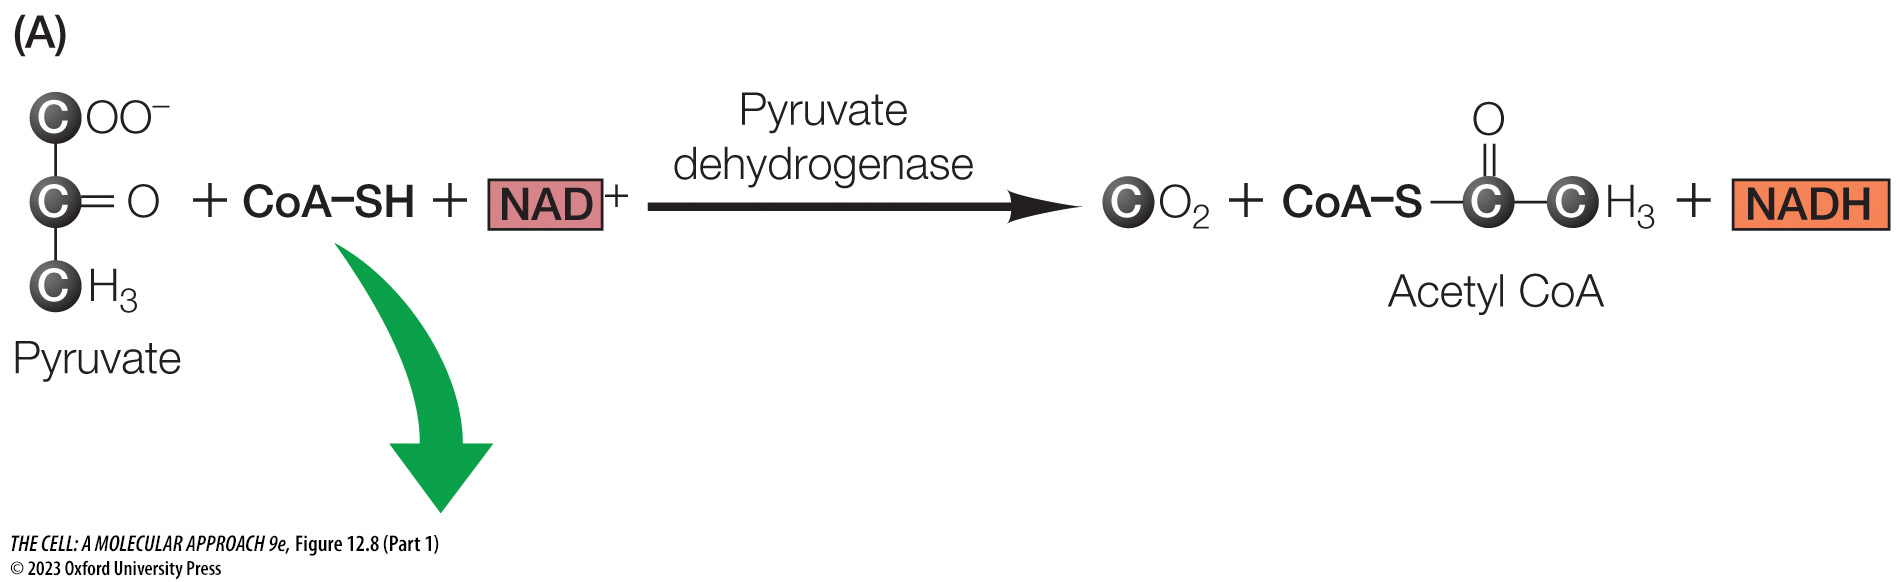 (A)
COO⁻
C=O
CH₃
Pyruvate
+ CoA–SH + NAD⁺
Pyruvate
dehydrogenase
CO₂ + CoA–S–C–CH₃ + NADH
O
Acetyl CoA
THE CELL: A MOLECULAR APPROACH 9e, Figure 12.8 (Part 1)
© 2023 Oxford University Press